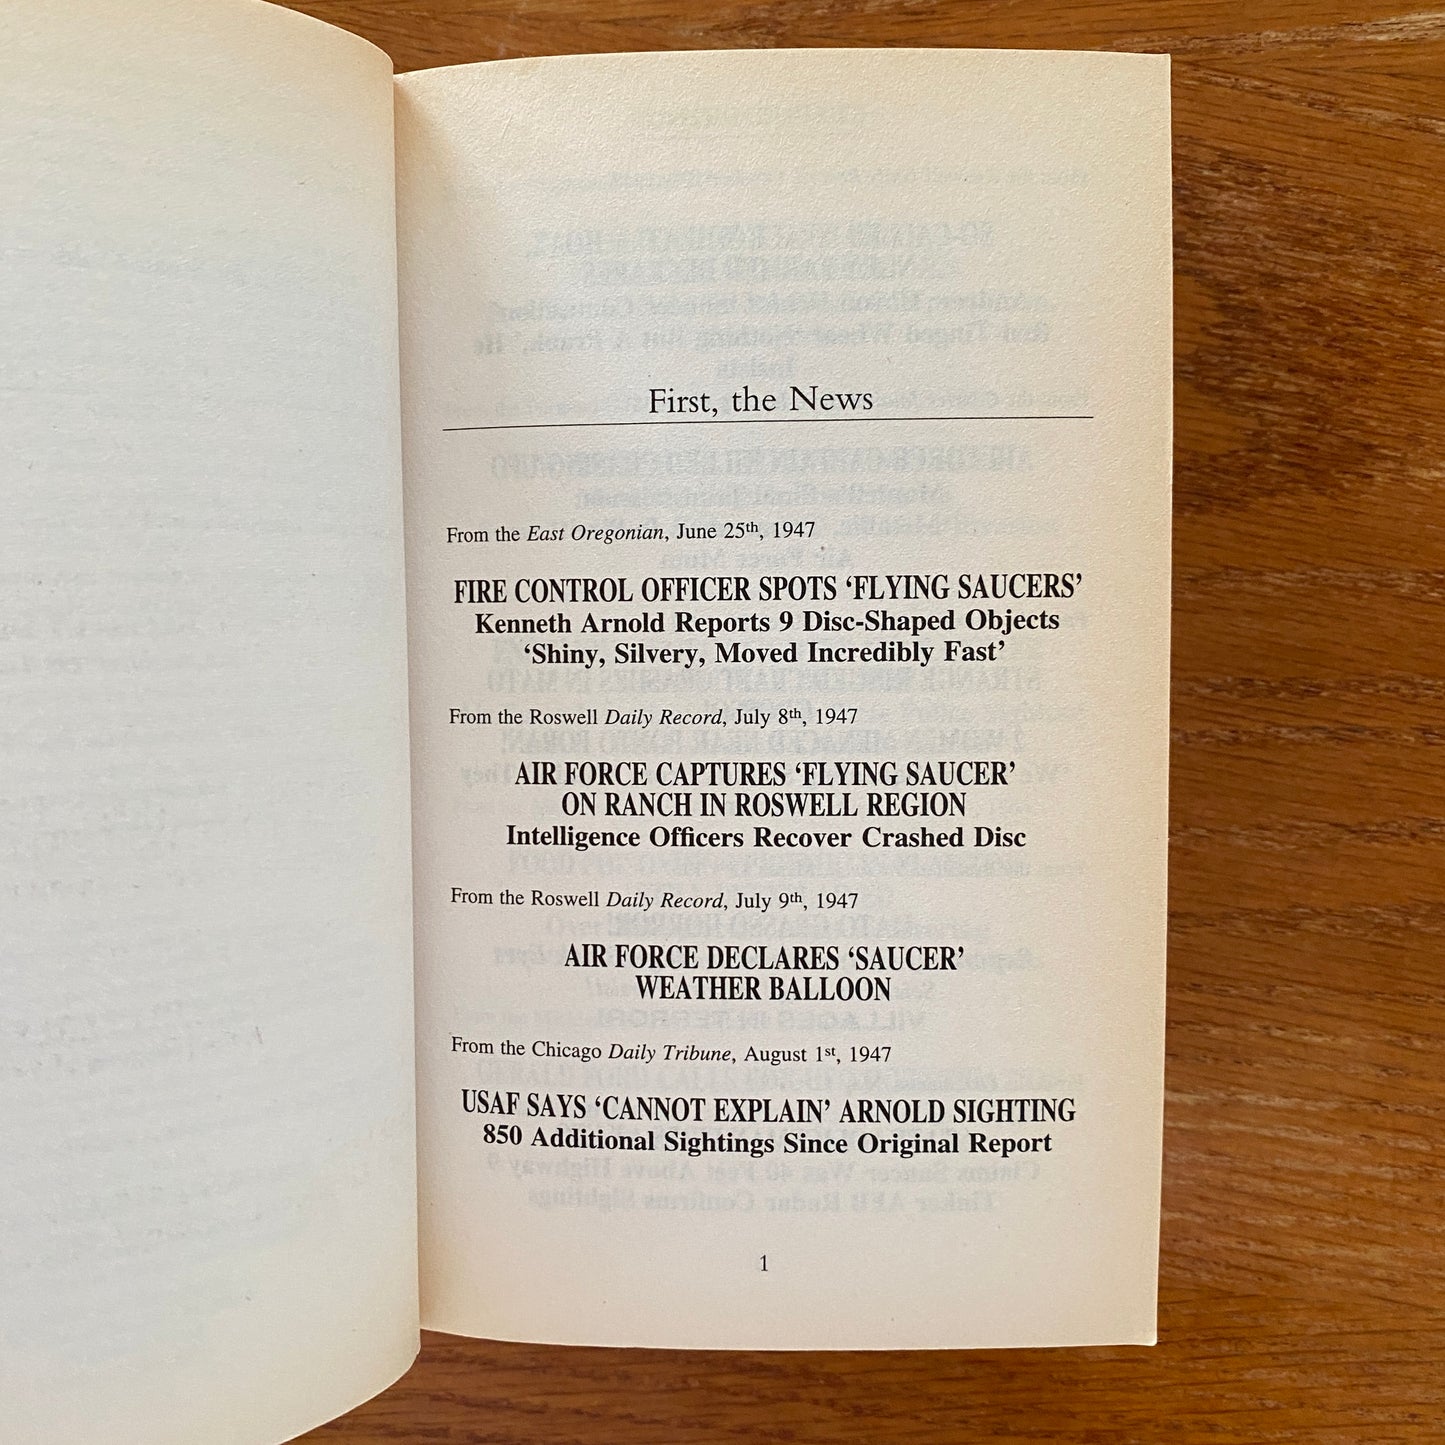 First, the News
From the East Oregonian, June 25th, 1947
FIRE CONTROL OFFICER SPOTS ‘FLYING SAUCERS’
Kenneth Arnold Reports 9 Disc-Shaped Objects
‘Shiny, Silvery, Moved Incredibly Fast’
From the Roswell Daily Record, July 8th, 1947
AIR FORCE CAPTURES ‘FLYING SAUCER’
ON RANCH IN ROSWELL REGION
Intelligence Officers Recover Crashed Disc
From the Roswell Daily Record, July 9th, 1947
AIR FORCE DECLARES ‘SAUCER’
WEATHER BALLOON
From the Chicago Daily Tribune, August 1st, 1947
USAF SAYS ‘CANNOT EXPLAIN’ ARNOLD SIGHTING
850 Additional Sightings Since Original Report
1